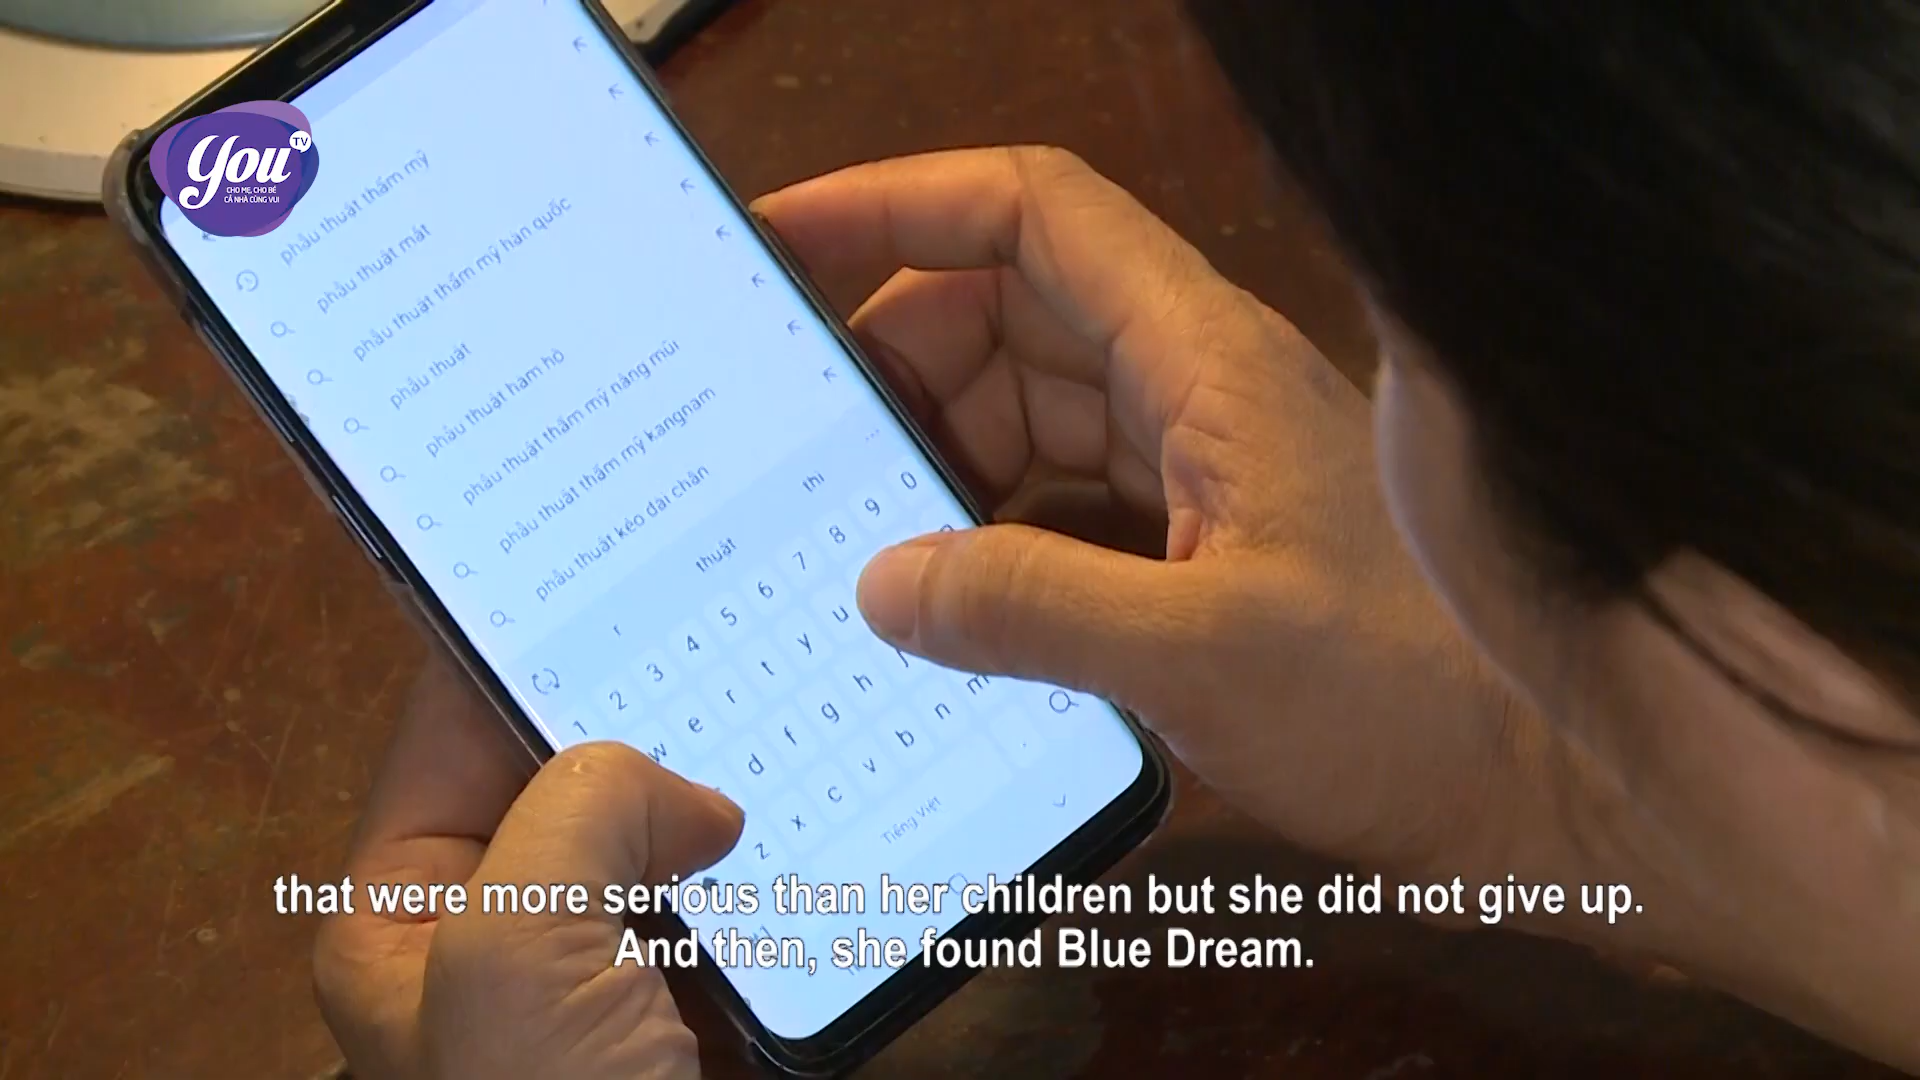 you TV
CHO MẸ, CHO BÉ
CẢ NHÀ CÙNG VUI
phẫu thuật thẩm mỹ
phẫu thuật mắt
phẫu thuật thẩm mỹ hàn quốc
phẫu thuật
phẫu thuật hàm hô
phẫu thuật thẩm mỹ nâng mũi
phẫu thuật thẩm mỹ kangnam
phẫu thuật kéo dài chân
r thuật thi
1 2 3 4 5 6 7 8 9 0
w e r t y u
d f g h j
z x c v b n m
Tiếng Việt
that were more serious than her children but she did not give up.
And then, she found Blue Dream.